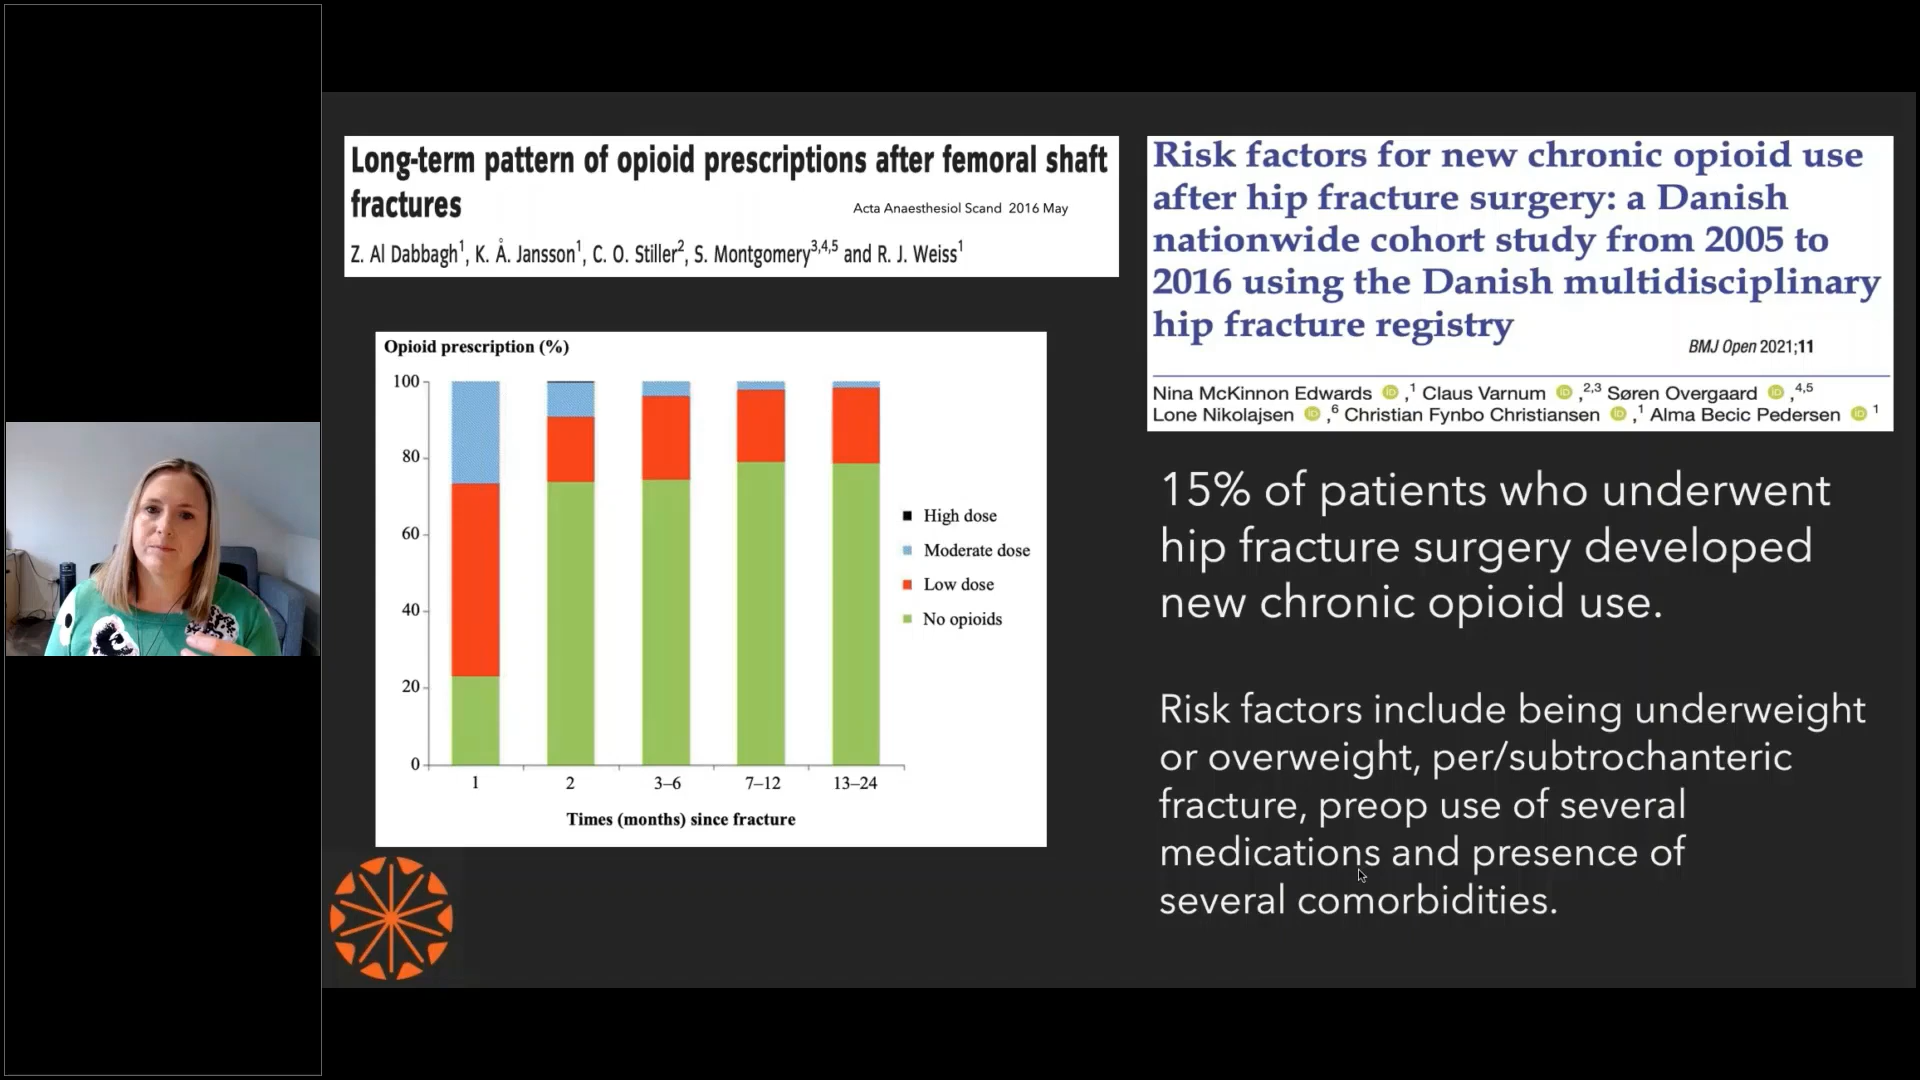 Long-term pattern of opioid prescriptions after femoral shaft
fractures
Acta Anaesthesiol Scand 2016 May
Z. Al Dabbagh1, K. Å. Jansson1, C. O. Stiller2, S. Montgomery3,4,5 and R. J. Weiss1
Opioid prescription (%)
100
80
60
40
20
0
1 2 3–6 7–12 13–24
Times (months) since fracture
High dose
Moderate dose
Low dose
No opioids
Risk factors for new chronic opioid use
after hip fracture surgery: a Danish
nationwide cohort study from 2005 to
2016 using the Danish multidisciplinary
hip fracture registry
BMJ Open 2021;11
Nina McKinnon Edwards iD ,1 Claus Varnum iD ,2,3 Søren Overgaard iD ,4,5
Lone Nikolajsen iD ,6 Christian Fynbo Christiansen iD ,1 Alma Becic Pedersen iD 1
15% of patients who underwent
hip fracture surgery developed
new chronic opioid use.
Risk factors include being underweight
or overweight, per/subtrochanteric
fracture, preop use of several
medications and presence of
several comorbidities.